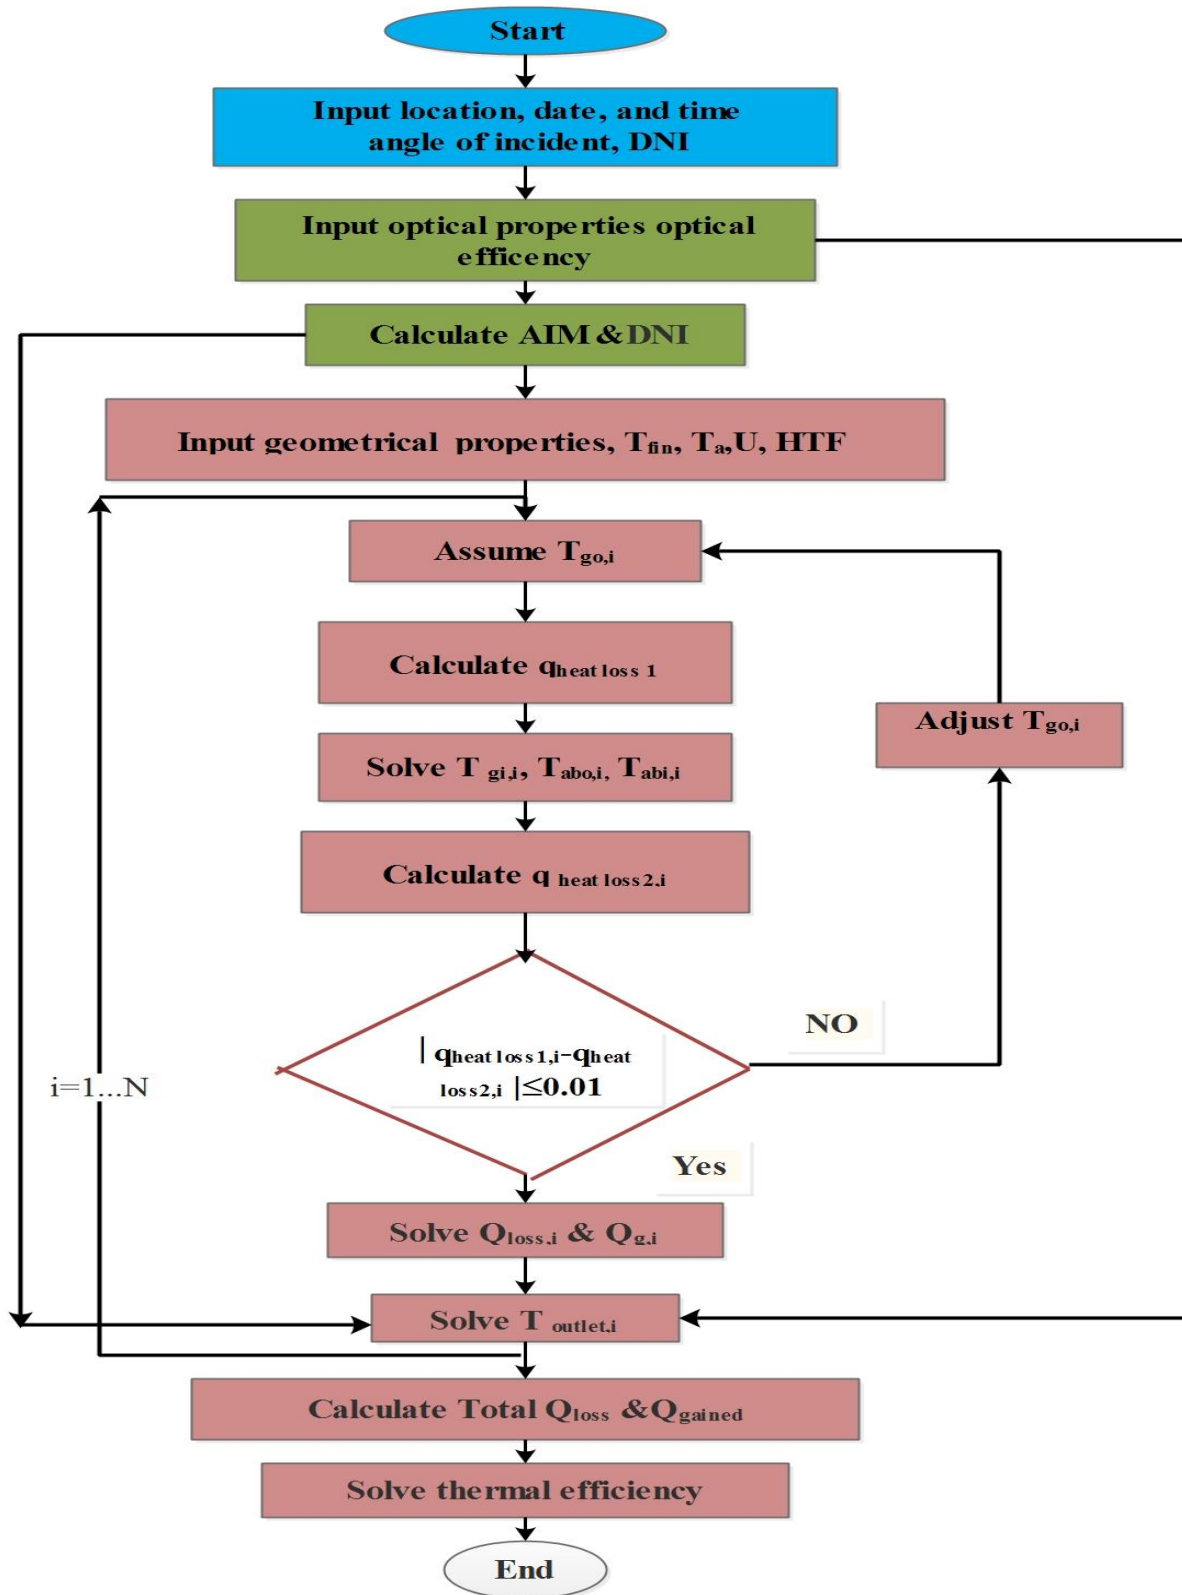 Start
Input location, date, and time
angle of incident, DNI
Input optical properties optical
efficency
Calculate AIM &DNI
Input geometrical properties, Tfin, Ta,U, HTF
Assume Tgo,i
Calculate qheat loss 1
Adjust Tgo,i
Solve T gi,i, Tabo,i, Tabi,i
Calculate q heat loss2,i
NO
| qheat loss1,i-qheat
loss2,i |≤0.01
i=1...N
Yes
Solve Qloss,i & Qg,i
Solve T outlet,i
Calculate Total Qloss &Qgained
Solve thermal efficiency
End